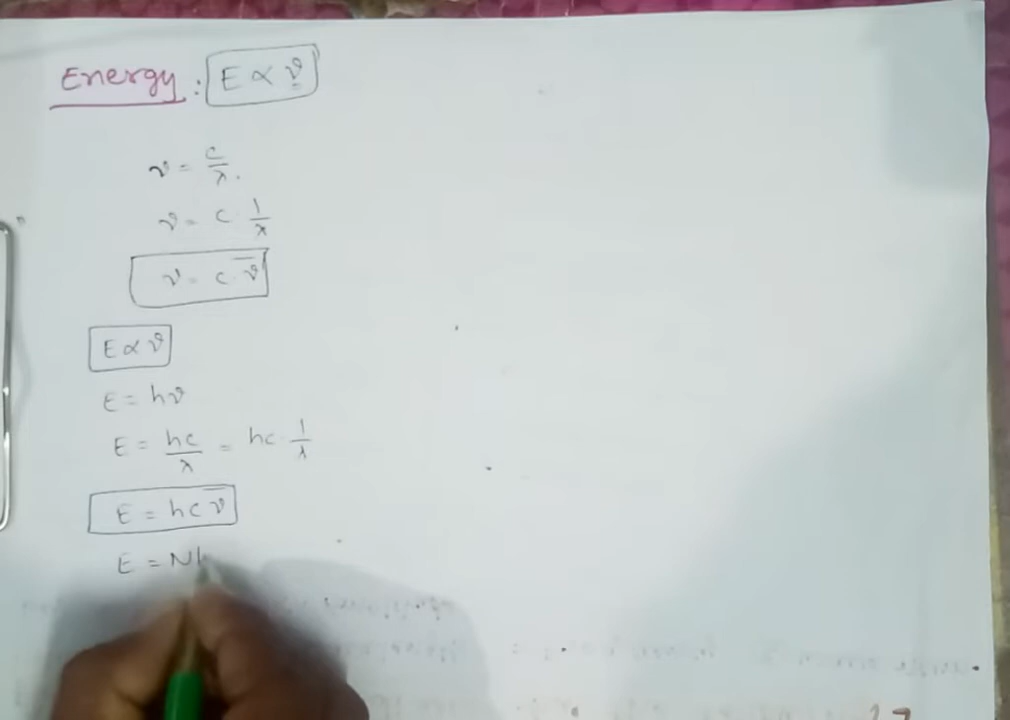 Energy : E ∝ ν
ν = c/λ.
ν = c · 1/λ
ν = c · ν̅
E ∝ ν
E = hν
E = hc/λ = hc · 1/λ
E = hc ν̅
E = Nh